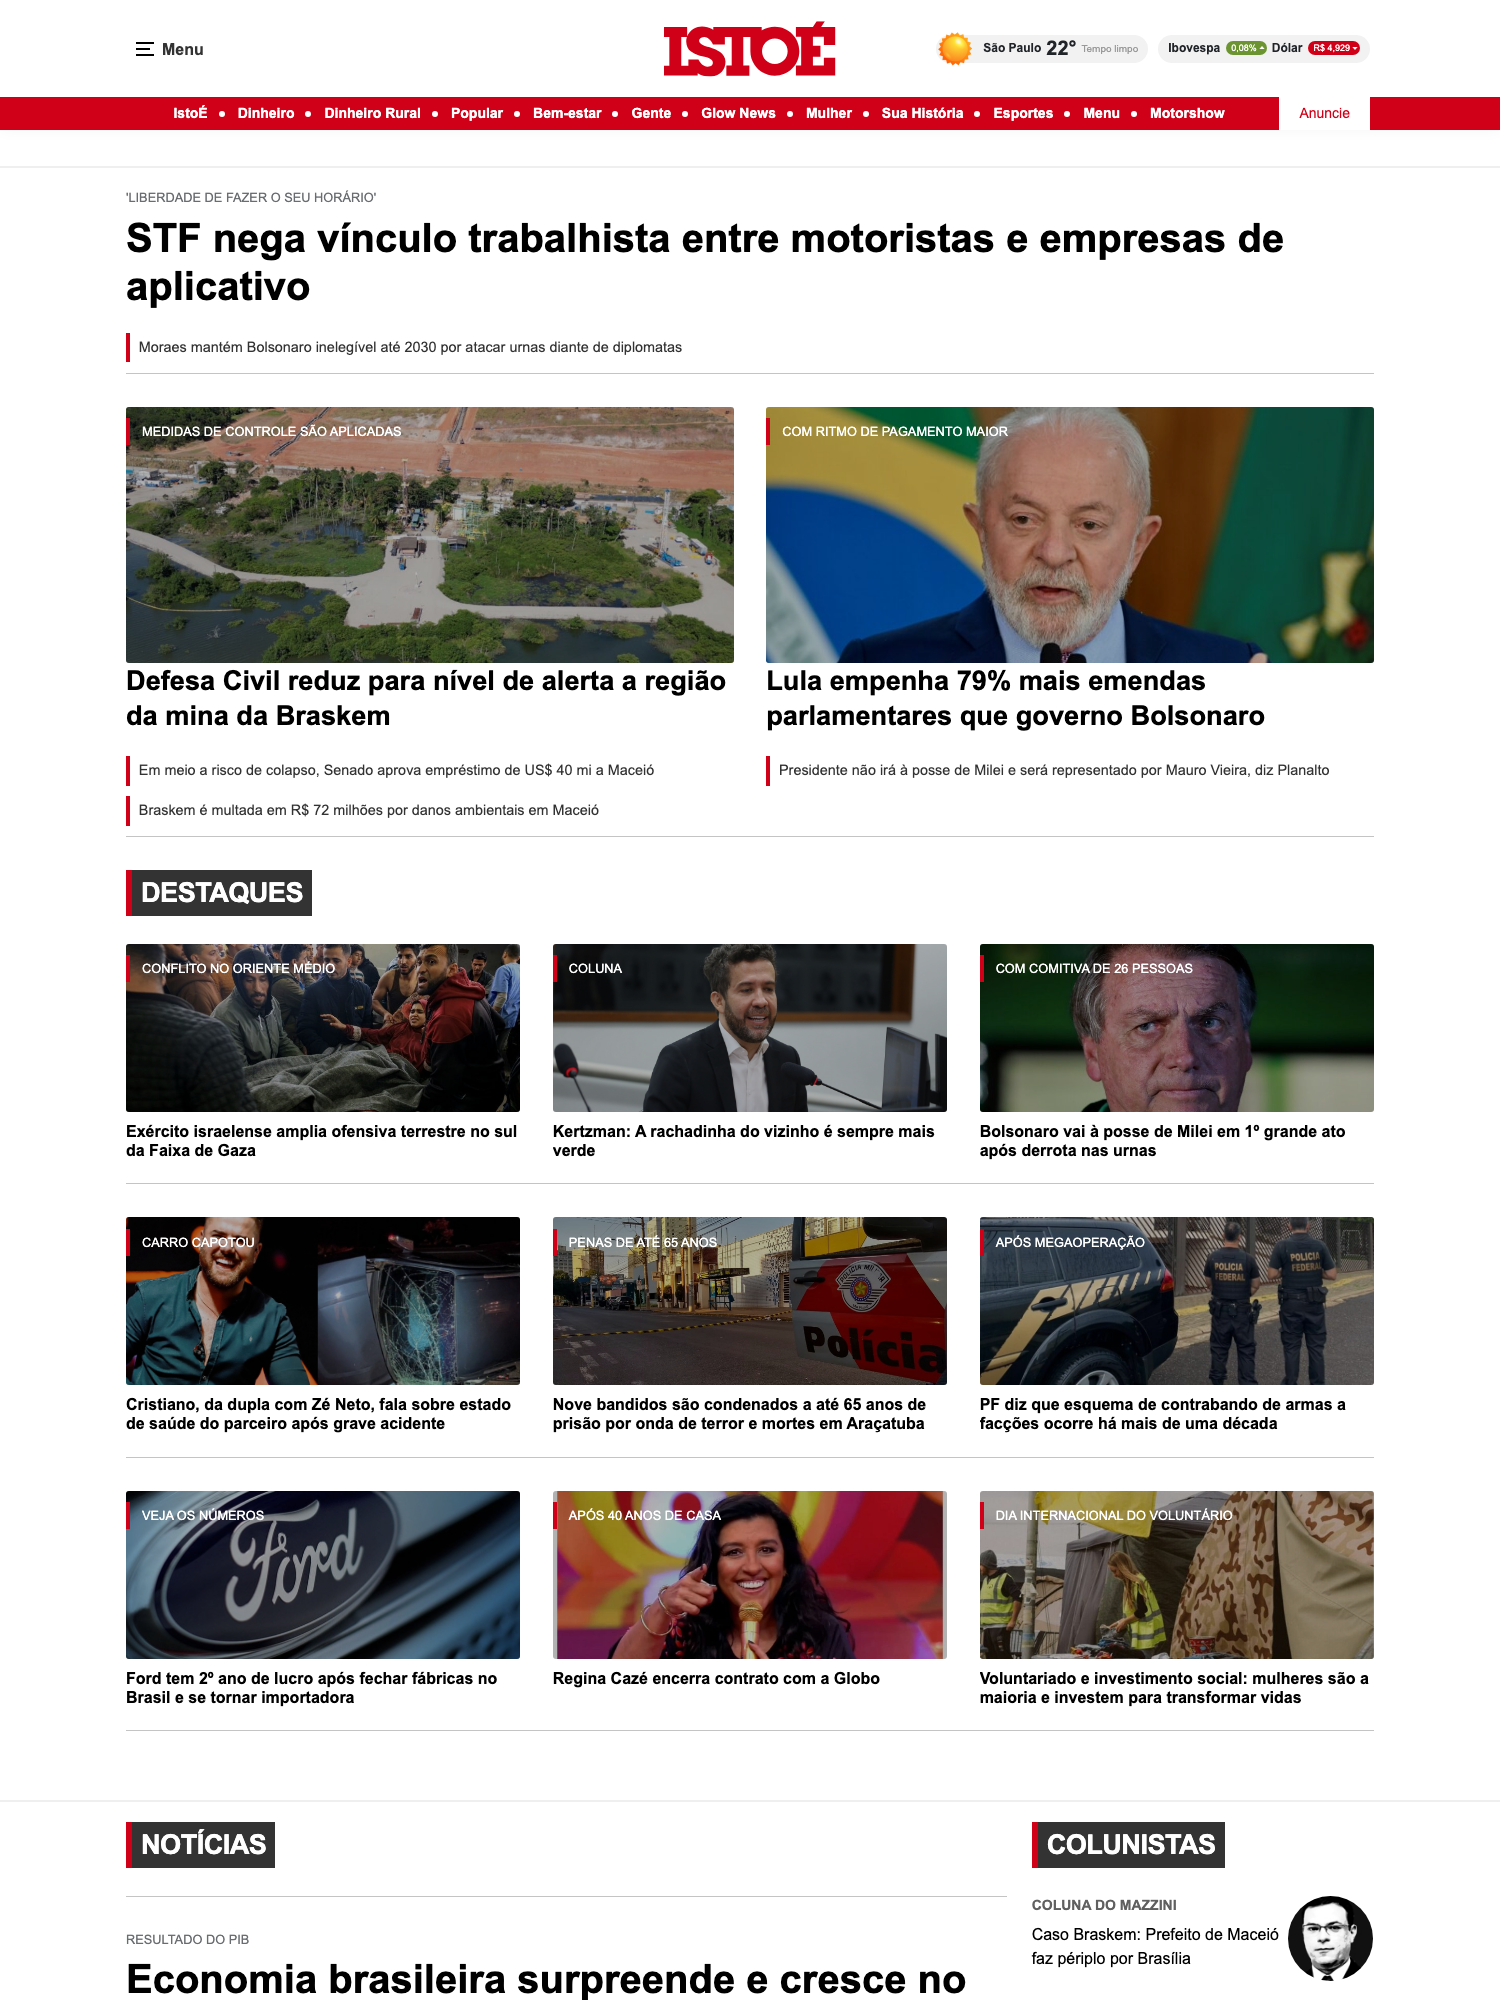 Menu
ISTOÉ
São Paulo 22° Tempo limpo
Ibovespa 0,08% Dólar R$ 4,929
IstoÉ • Dinheiro • Dinheiro Rural • Popular • Bem-estar • Gente • Glow News • Mulher • Sua História • Esportes • Menu • Motorshow
Anuncie
'LIBERDADE DE FAZER O SEU HORÁRIO'
STF nega vínculo trabalhista entre motoristas e empresas de
aplicativo
Moraes mantém Bolsonaro inelegível até 2030 por atacar urnas diante de diplomatas
MEDIDAS DE CONTROLE SÃO APLICADAS
Defesa Civil reduz para nível de alerta a região
da mina da Braskem
Em meio a risco de colapso, Senado aprova empréstimo de US$ 40 mi a Maceió
Braskem é multada em R$ 72 milhões por danos ambientais em Maceió
COM RITMO DE PAGAMENTO MAIOR
Lula empenha 79% mais emendas
parlamentares que governo Bolsonaro
Presidente não irá à posse de Milei e será representado por Mauro Vieira, diz Planalto
DESTAQUES
CONFLITO NO ORIENTE MÉDIO
Exército israelense amplia ofensiva terrestre no sul
da Faixa de Gaza
COLUNA
Kertzman: A rachadinha do vizinho é sempre mais
verde
COM COMITIVA DE 26 PESSOAS
Bolsonaro vai à posse de Milei em 1º grande ato
após derrota nas urnas
CARRO CAPOTOU
Cristiano, da dupla com Zé Neto, fala sobre estado
de saúde do parceiro após grave acidente
PENAS DE ATÉ 65 ANOS
POLÍCIA MILITAR
Polícia
Nove bandidos são condenados a até 65 anos de
prisão por onda de terror e mortes em Araçatuba
APÓS MEGAOPERAÇÃO
POLICIA
FEDERAL
POLICIA
FEDERAL
PF diz que esquema de contrabando de armas a
facções ocorre há mais de uma década
VEJA OS NÚMEROS
Ford
Ford tem 2º ano de lucro após fechar fábricas no
Brasil e se tornar importadora
APÓS 40 ANOS DE CASA
Regina Cazé encerra contrato com a Globo
DIA INTERNACIONAL DO VOLUNTÁRIO
Voluntariado e investimento social: mulheres são a
maioria e investem para transformar vidas
NOTÍCIAS
RESULTADO DO PIB
Economia brasileira surpreende e cresce no
COLUNISTAS
COLUNA DO MAZZINI
Caso Braskem: Prefeito de Maceió
faz périplo por Brasília